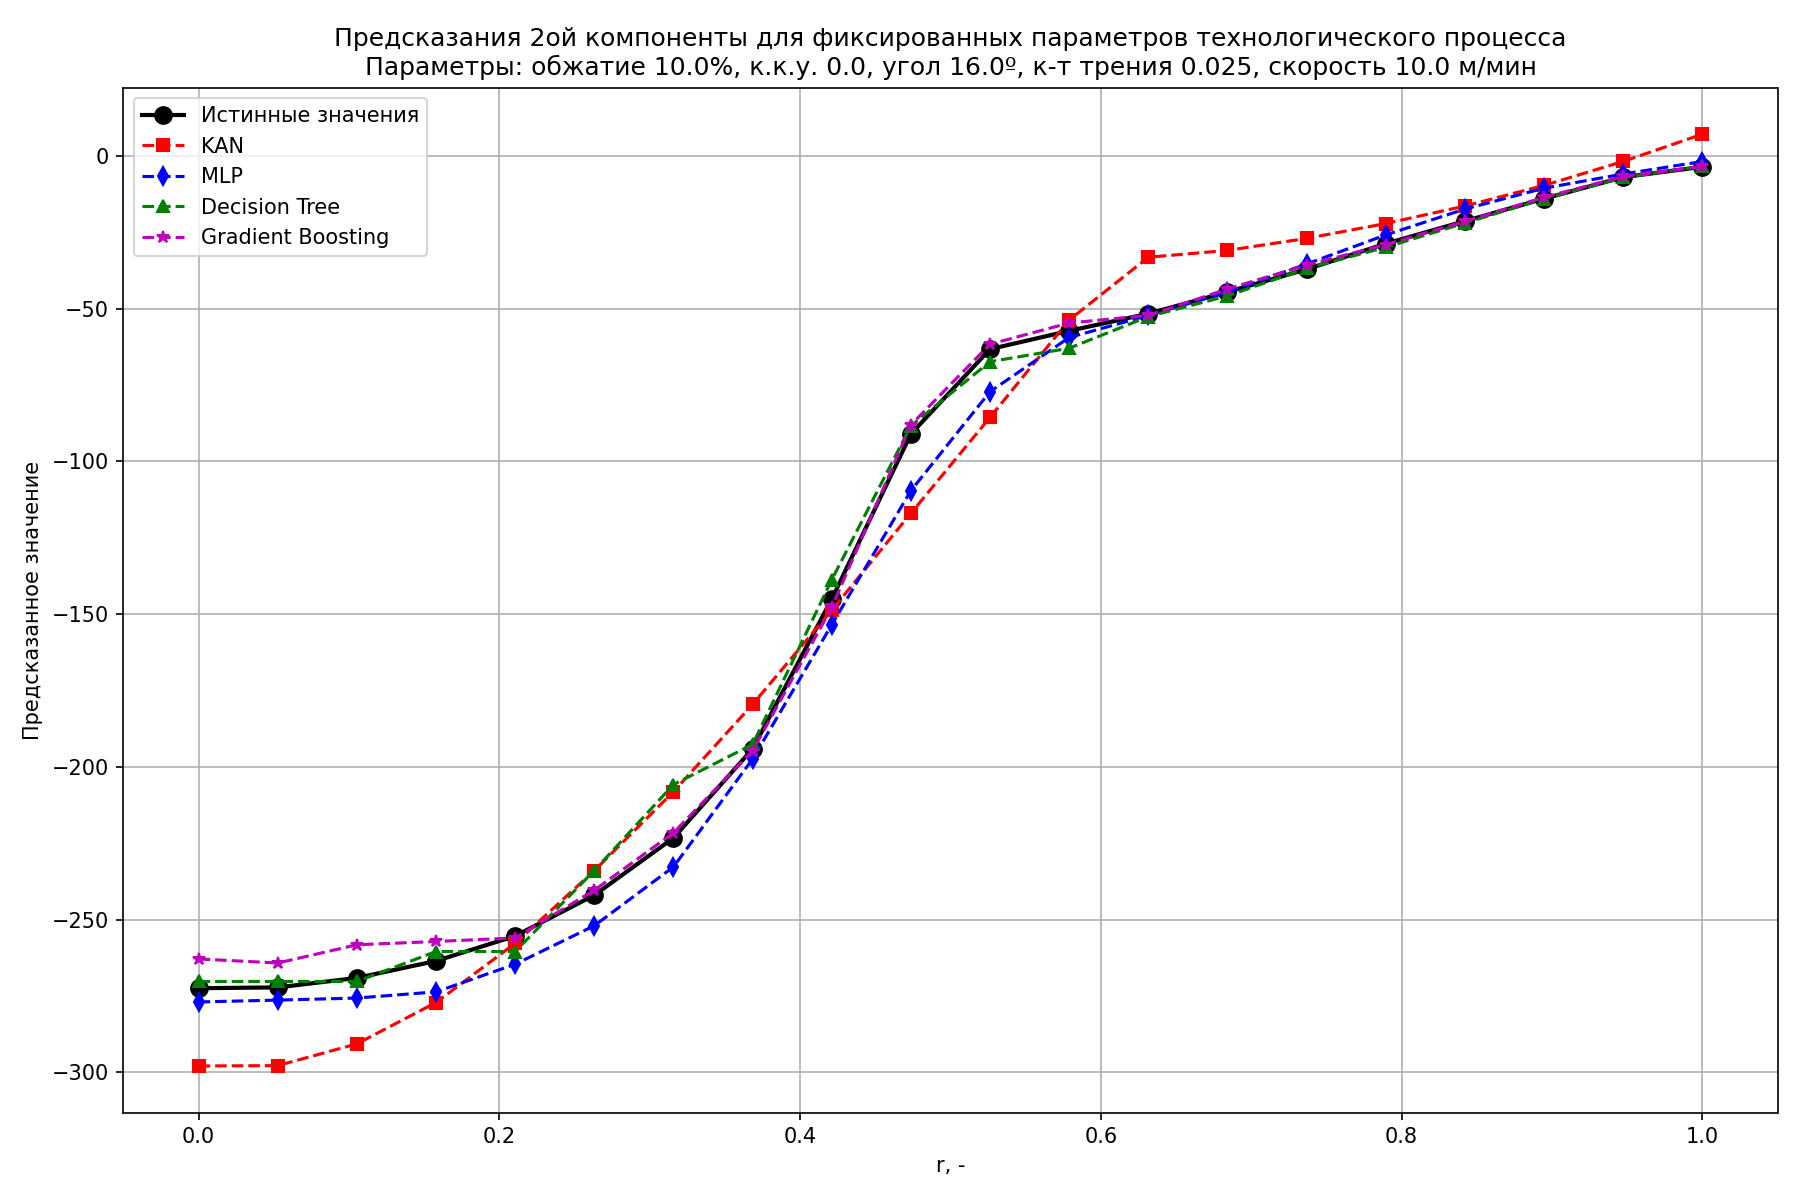 Предсказания 2ой компоненты для фиксированных параметров технологического процесса
Параметры: обжатие 10.0%, к.к.у. 0.0, угол 16.0º, к-т трения 0.025, скорость 10.0 м/мин
Истинные значения
KAN
MLP
Decision Tree
Gradient Boosting
Предсказанное значение
0
−50
−100
−150
−200
−250
−300
0.0
0.2
0.4
0.6
0.8
1.0
r, -